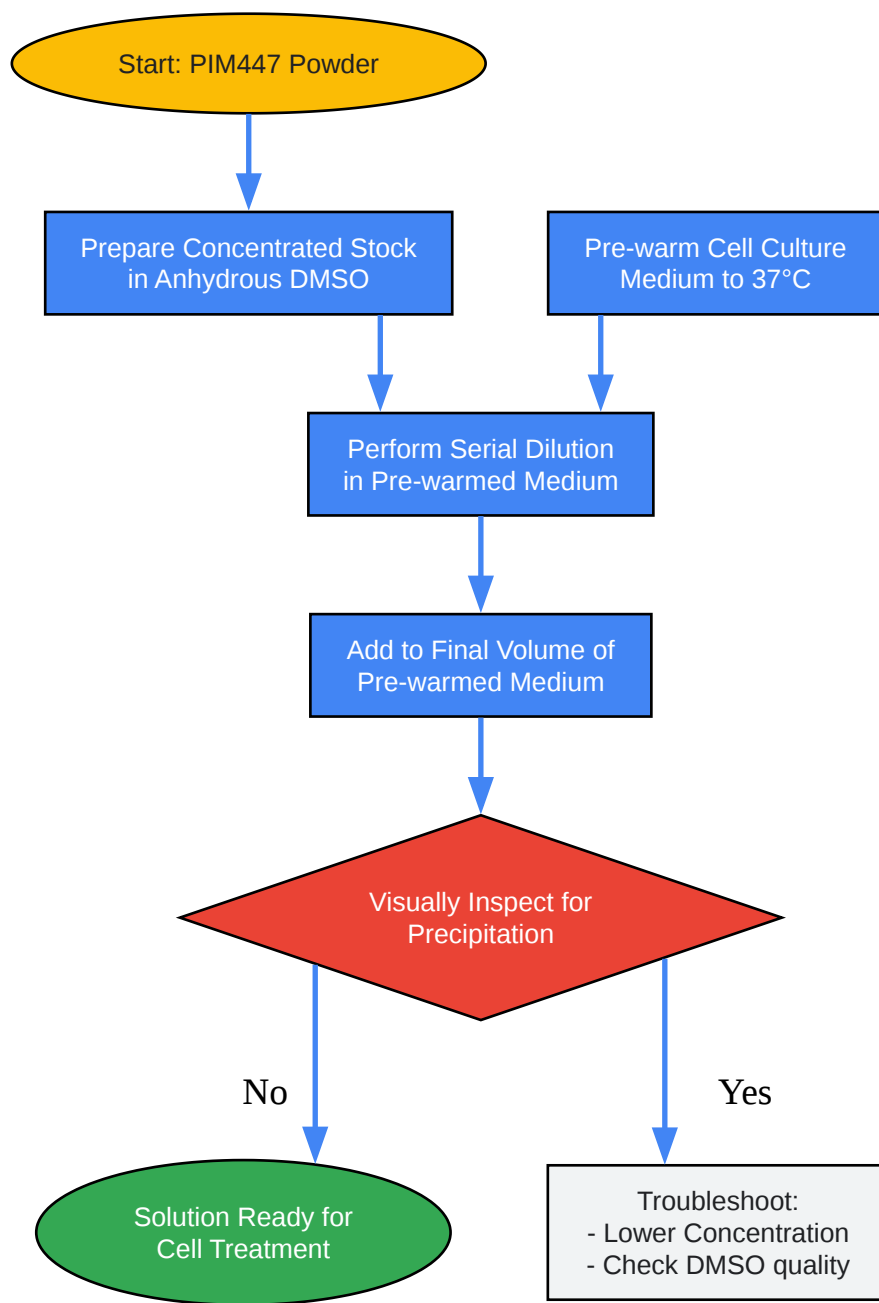 Start: PIM447 Powder
Prepare Concentrated Stock
in Anhydrous DMSO
Pre-warm Cell Culture
Medium to 37°C
Perform Serial Dilution
in Pre-warmed Medium
Add to Final Volume of
Pre-warmed Medium
Visually Inspect for
Precipitation
No
Yes
Solution Ready for
Cell Treatment
Troubleshoot:
- Lower Concentration
- Check DMSO quality